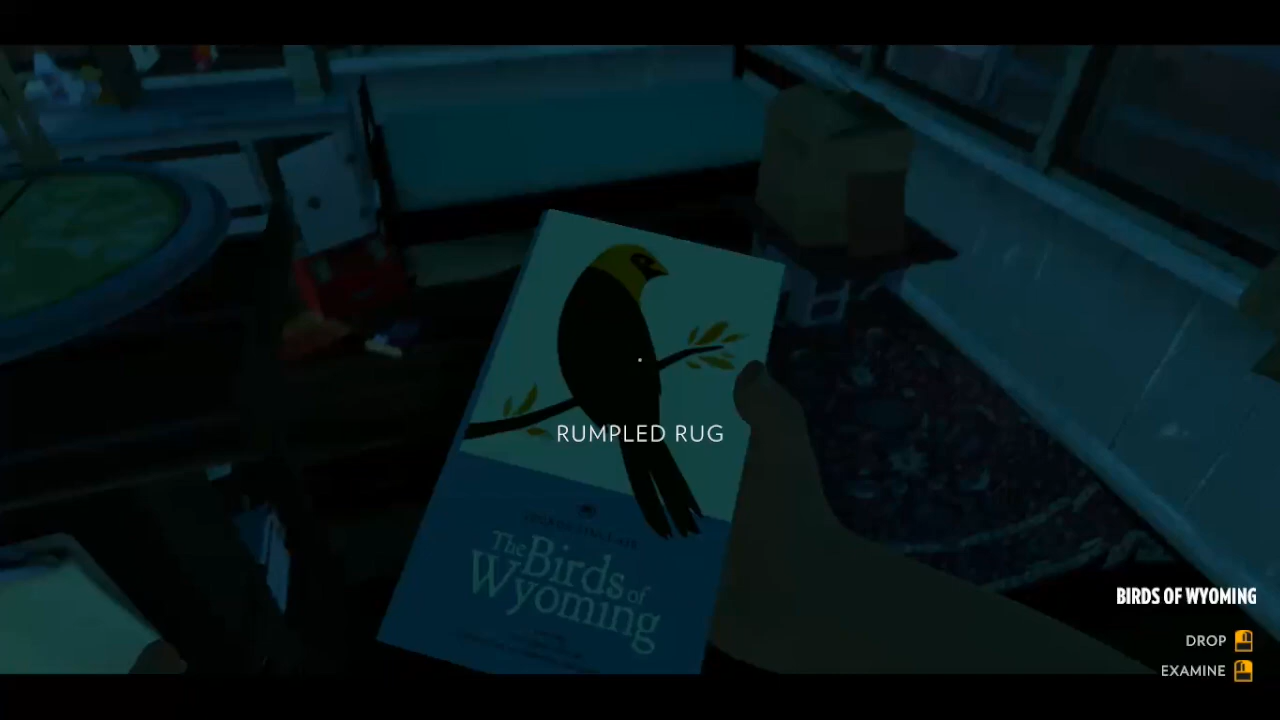 RUMPLED RUG
The Birds of
Wyoming
BIRDS OF WYOMING
DROP
EXAMINE